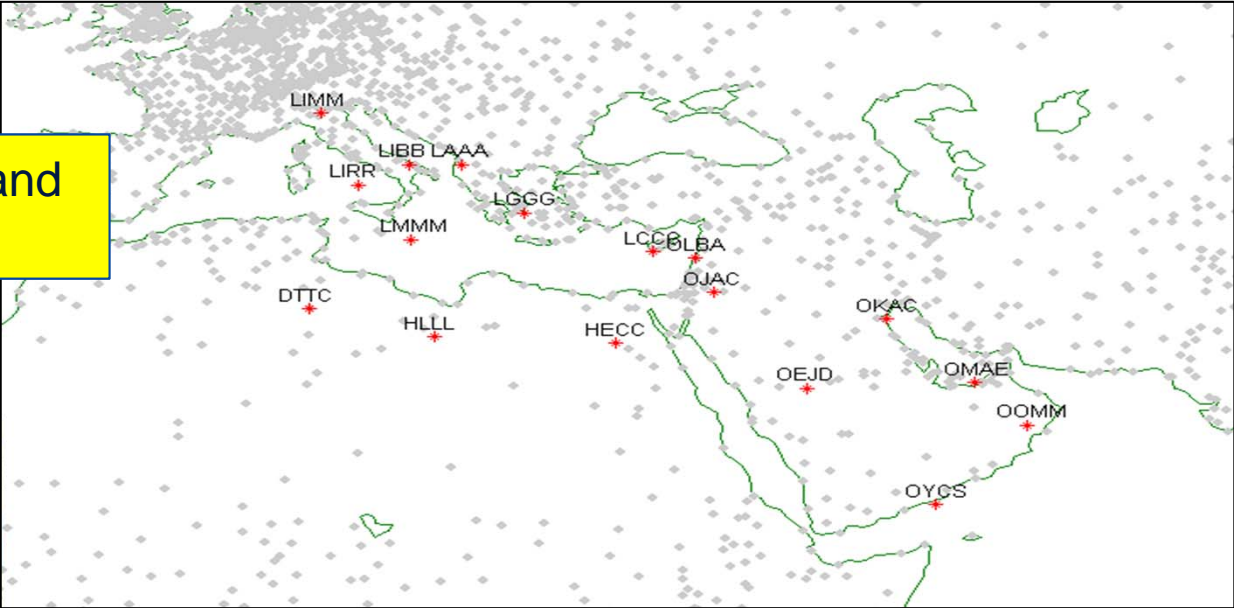 LIMM
and
LIBB LAAA
LIRR
LGGG
LMMM
LCCC OLBA
OJAC
DTTC
OKAC
HLLL
HECC
OEJD
OMAE
OOMM
OYCS